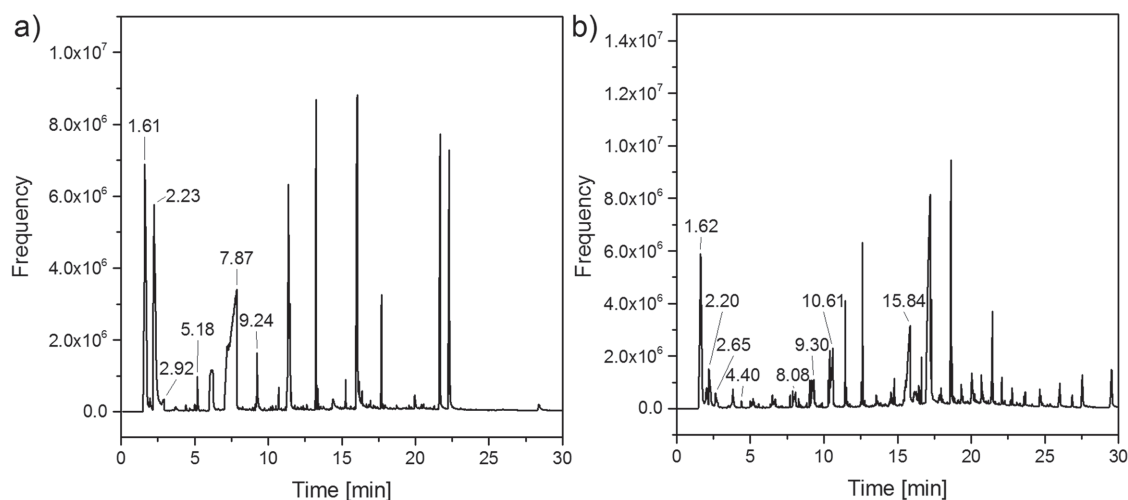 a)
1.0x10⁷
8.0x10⁶
6.0x10⁶
4.0x10⁶
2.0x10⁶
0.0
Frequency
1.61
2.23
2.92
5.18
7.87
9.24
0 5 10 15 20 25 30
Time [min]
b)
1.4x10⁷
1.2x10⁷
1.0x10⁷
8.0x10⁶
6.0x10⁶
4.0x10⁶
2.0x10⁶
0.0
Frequency
1.62
2.20
2.65
4.40
8.08
9.30
10.61
15.84
0 5 10 15 20 25 30
Time [min]